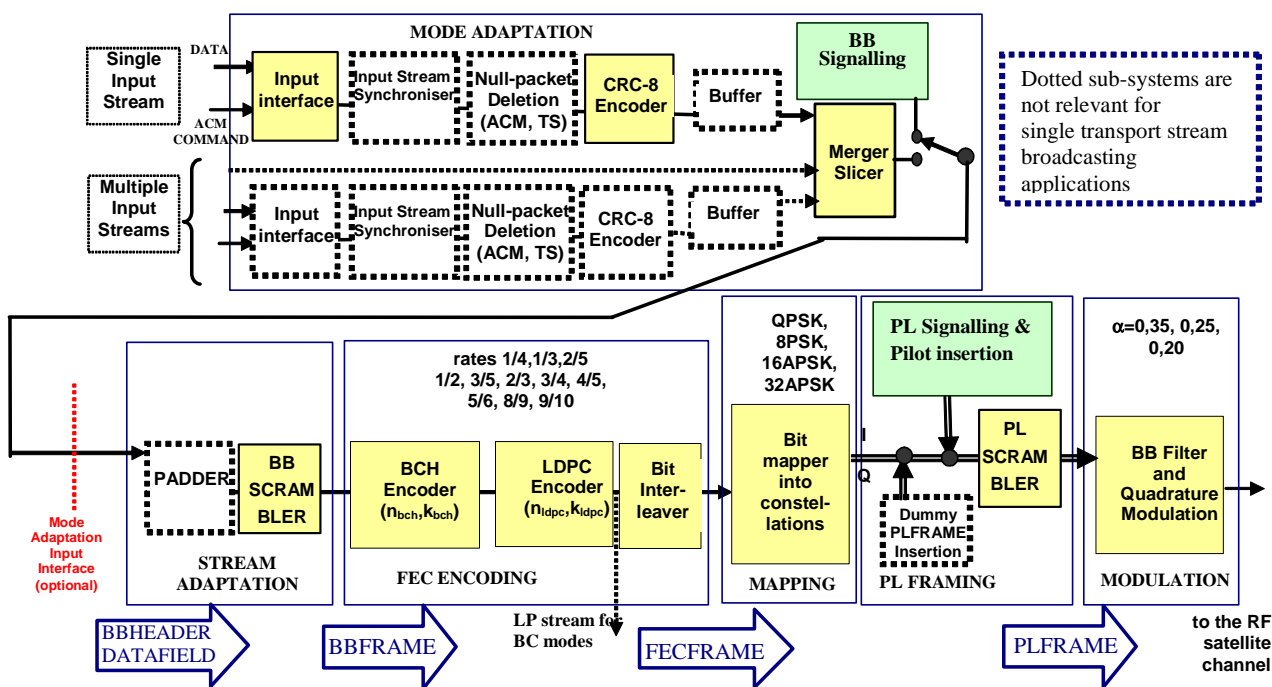 MODE ADAPTATION
DATA
Single
Input
Stream
ACM
COMMAND
Input
interface
Input Stream
Synchroniser
Null-packet
Deletion
(ACM, TS)
CRC-8
Encoder
Buffer
BB
Signalling
Merger
Slicer
Dotted sub-systems are
not relevant for
single transport stream
broadcasting
applications
Multiple
Input
Streams
Input
interface
Input Stream
Synchroniser
Null-packet
Deletion
(ACM, TS)
CRC-8
Encoder
Buffer
Mode
Adaptation
Input
Interface
(optional)
PADDER
BB
SCRAM
BLER
STREAM
ADAPTATION
rates 1/4,1/3,2/5
1/2, 3/5, 2/3, 3/4, 4/5,
5/6, 8/9, 9/10
BCH
Encoder
(nbch,kbch)
LDPC
Encoder
(nldpc,kldpc)
Bit
Inter-
leaver
FEC ENCODING
LP stream for
BC modes
QPSK,
8PSK,
16APSK,
32APSK
Bit
mapper
into
constel-
lations
MAPPING
I
Q
PL Signalling &
Pilot insertion
Dummy
PLFRAME
Insertion
PL
SCRAM
BLER
PL FRAMING
α=0,35, 0,25,
0,20
BB Filter
and
Quadrature
Modulation
MODULATION
BBHEADER
DATAFIELD
BBFRAME
FECFRAME
PLFRAME
to the RF
satellite
channel